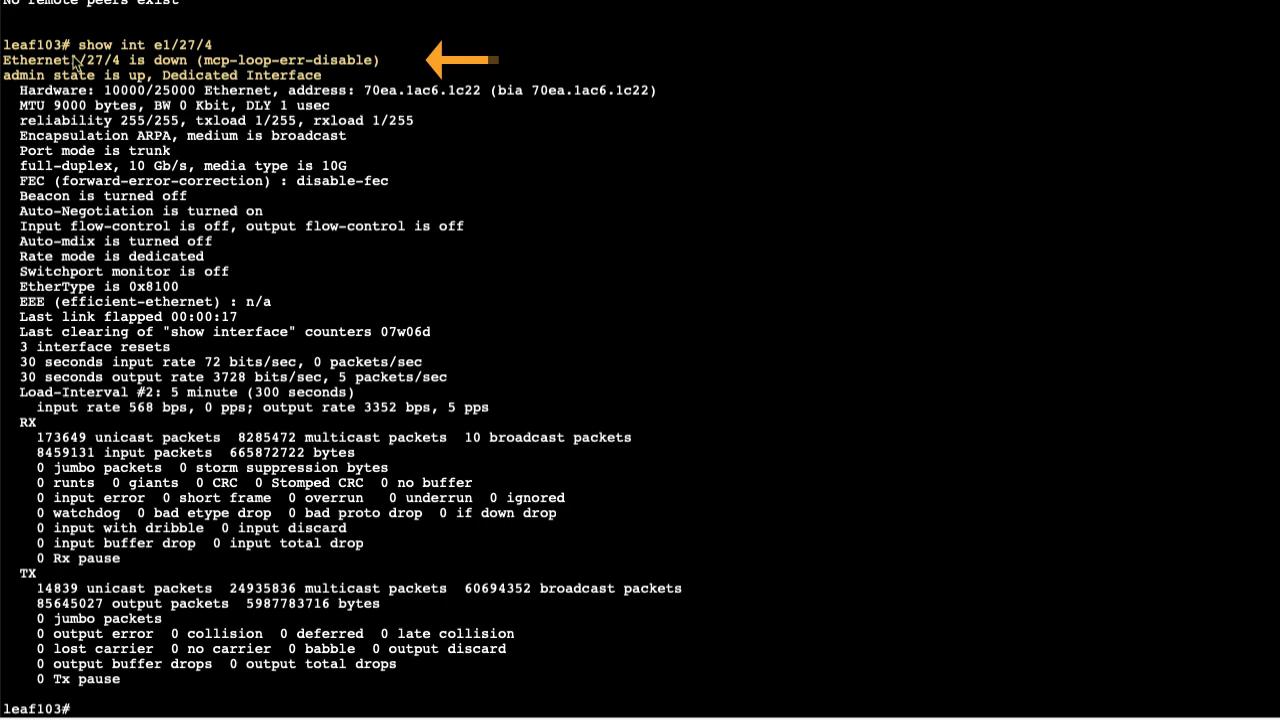 No remote peers exist
leaf103# show int e1/27/4
Ethernet /27/4 is down (mcp-loop-err-disable)
admin state is up, Dedicated Interface
Hardware: 10000/25000 Ethernet, address: 70ea.1ac6.1c22 (bia 70ea.1ac6.1c22)
MTU 9000 bytes, BW 0 Kbit, DLY 1 usec
reliability 255/255, txload 1/255, rxload 1/255
Encapsulation ARPA, medium is broadcast
Port mode is trunk
full-duplex, 10 Gb/s, media type is 10G
FEC (forward-error-correction) : disable-fec
Beacon is turned off
Auto-Negotiation is turned on
Input flow-control is off, output flow-control is off
Auto-mdix is turned off
Rate mode is dedicated
Switchport monitor is off
EtherType is 0x8100
EEE (efficient-ethernet) : n/a
Last link flapped 00:00:17
Last clearing of "show interface" counters 07w06d
3 interface resets
30 seconds input rate 72 bits/sec, 0 packets/sec
30 seconds output rate 3728 bits/sec, 5 packets/sec
Load-Interval #2: 5 minute (300 seconds)
input rate 568 bps, 0 pps; output rate 3352 bps, 5 pps
RX
173649 unicast packets 8285472 multicast packets 10 broadcast packets
8459131 input packets 665872722 bytes
0 jumbo packets 0 storm suppression bytes
0 runts 0 giants 0 CRC 0 Stomped CRC 0 no buffer
0 input error 0 short frame 0 overrun 0 underrun 0 ignored
0 watchdog 0 bad etype drop 0 bad proto drop 0 if down drop
0 input with dribble 0 input discard
0 input buffer drop 0 input total drop
0 Rx pause
TX
14839 unicast packets 24935836 multicast packets 60694352 broadcast packets
85645027 output packets 5987783716 bytes
0 jumbo packets
0 output error 0 collision 0 deferred 0 late collision
0 lost carrier 0 no carrier 0 babble 0 output discard
0 output buffer drops 0 output total drops
0 Tx pause
leaf103#